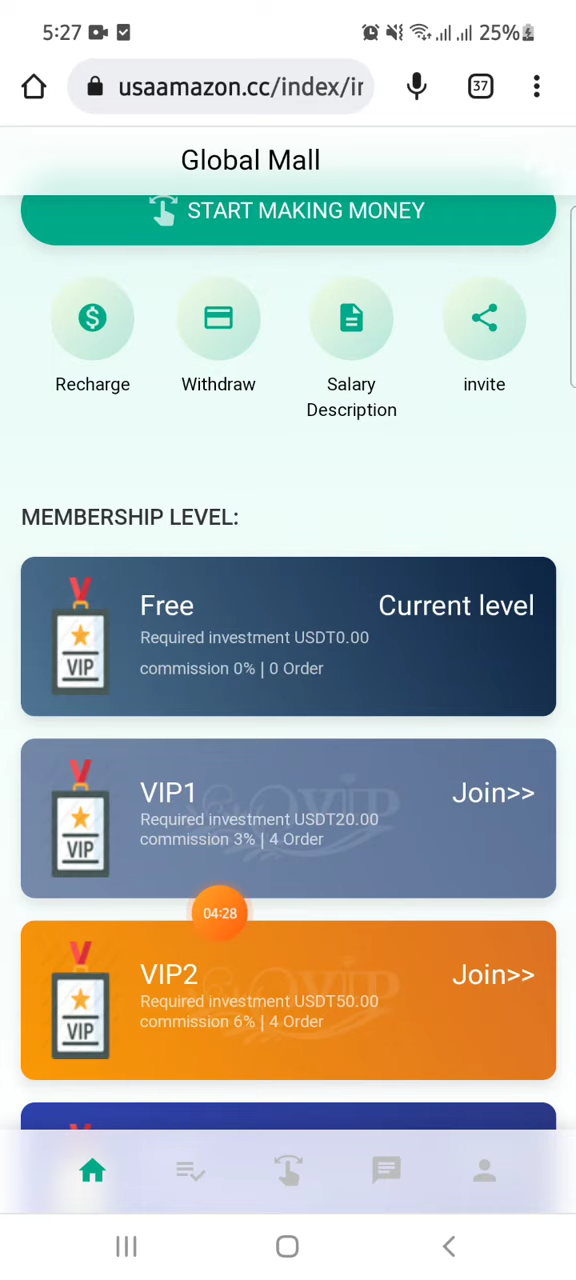 5:27
25%
usaamazon.cc/index/ir
37
Global Mall
START MAKING MONEY
Recharge
Withdraw
Salary
Description
invite
MEMBERSHIP LEVEL:
VIP
Free
Current level
Required investment USDT0.00
commission 0% | 0 Order
VIP
VIP
VIP1
Join>>
Required investment USDT20.00
commission 3% | 4 Order
04:28
VIP
VIP
VIP2
Join>>
Required investment USDT50.00
commission 6% | 4 Order